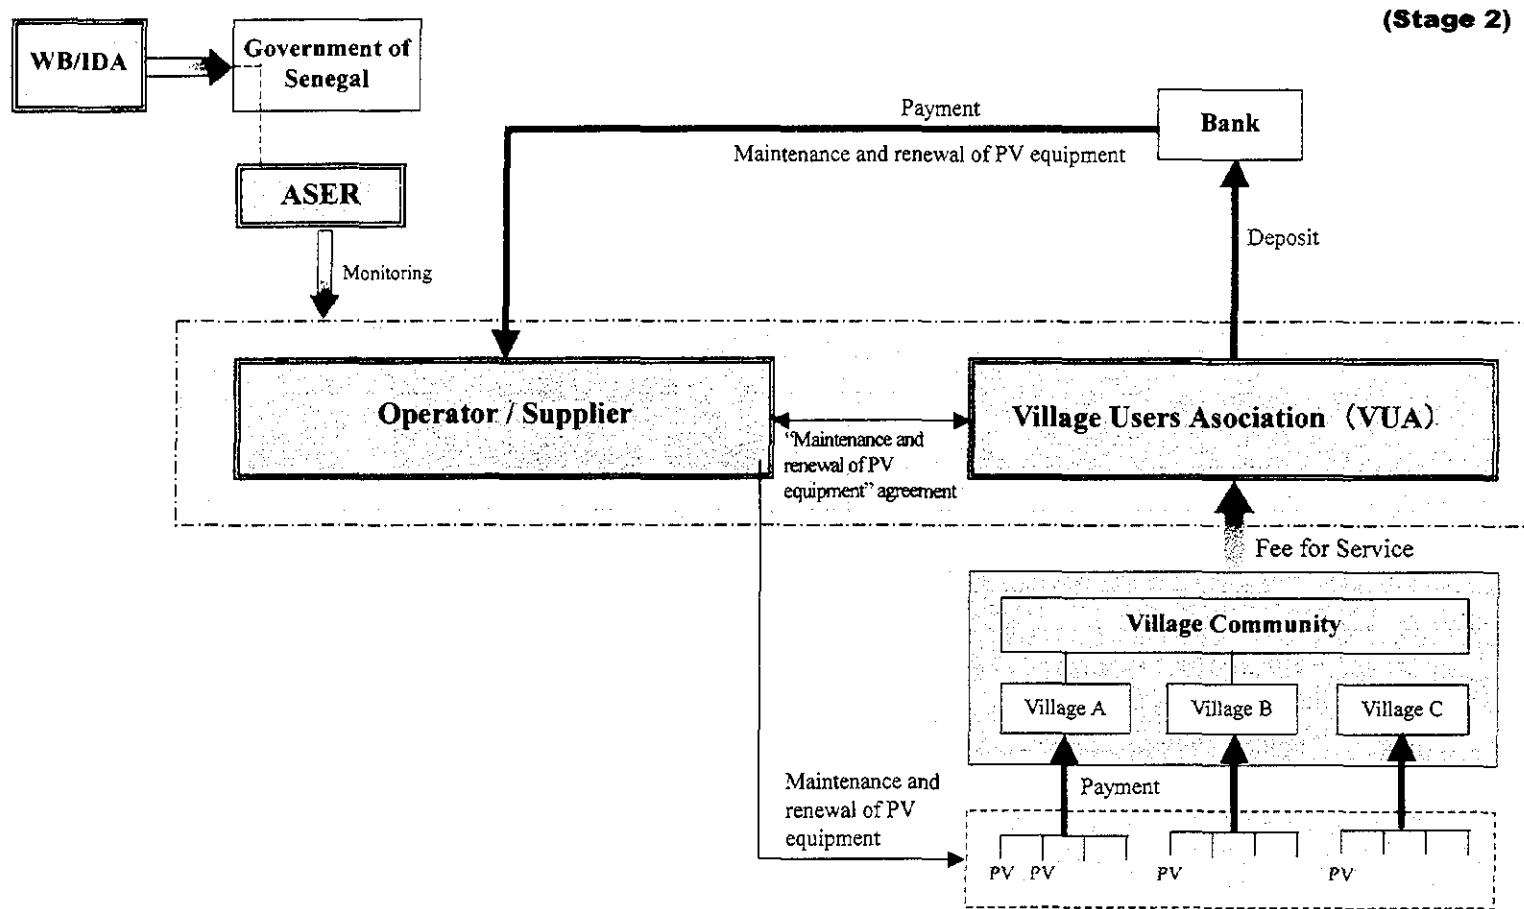 (Stage 2)
WB/IDA
Government of
Senegal
Payment
Bank
Maintenance and renewal of PV equipment
ASER
Deposit
Monitoring
Operator / Supplier
Village Users Asociation（VUA）
“Maintenance and
renewal of PV
equipment” agreement
Fee for Service
Village Community
Village A
Village B
Village C
Maintenance and
renewal of PV
equipment
Payment
PV PV
PV
PV